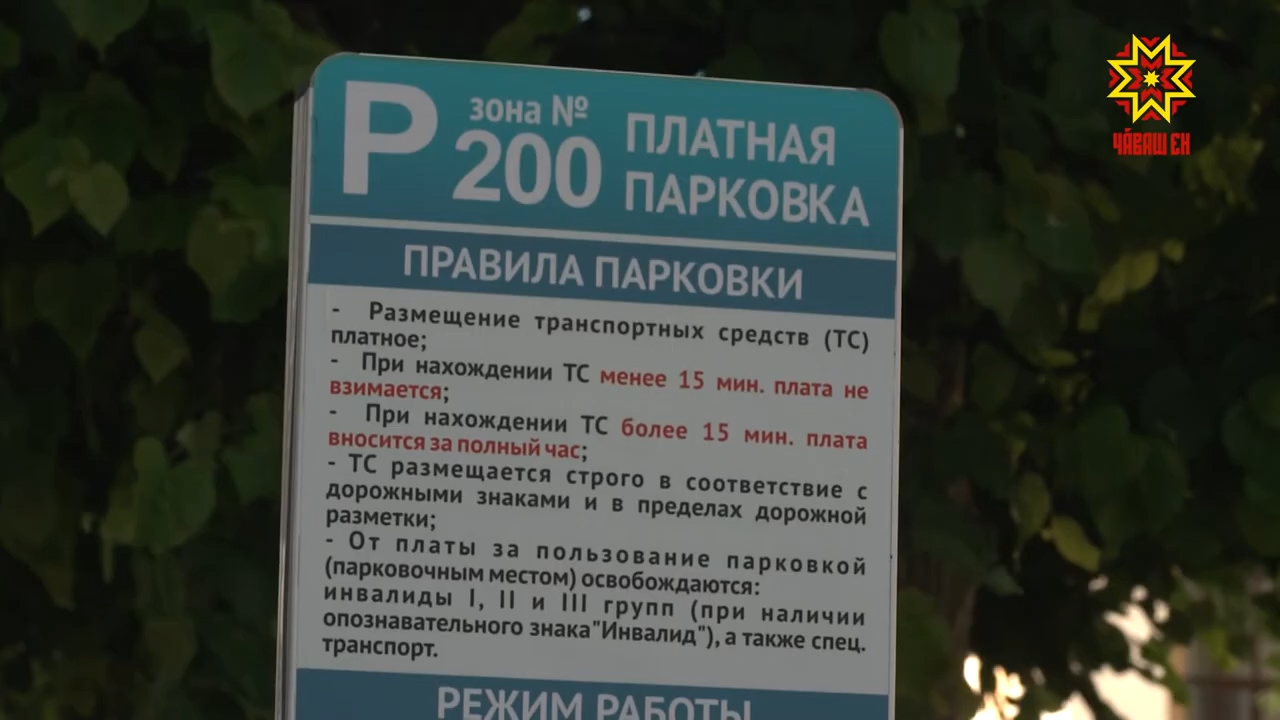 P зона № 200 ПЛАТНАЯ ПАРКОВКА
ПРАВИЛА ПАРКОВКИ
- Размещение транспортных средств (ТС)
платное;
- При нахождении ТС менее 15 мин. плата не
взимается;
- При нахождении ТС более 15 мин. плата
вносится за полный час;
- ТС размещается строго в соответствие с
дорожными знаками и в пределах дорожной
разметки;
- От платы за пользование парковкой
(парковочным местом) освобождаются:
инвалиды I, II и III групп (при наличии
опознавательного знака"Инвалид"), а также спец.
транспорт.
РЕЖИМ РАБОТЫ
ЧӐВАШ ЕН